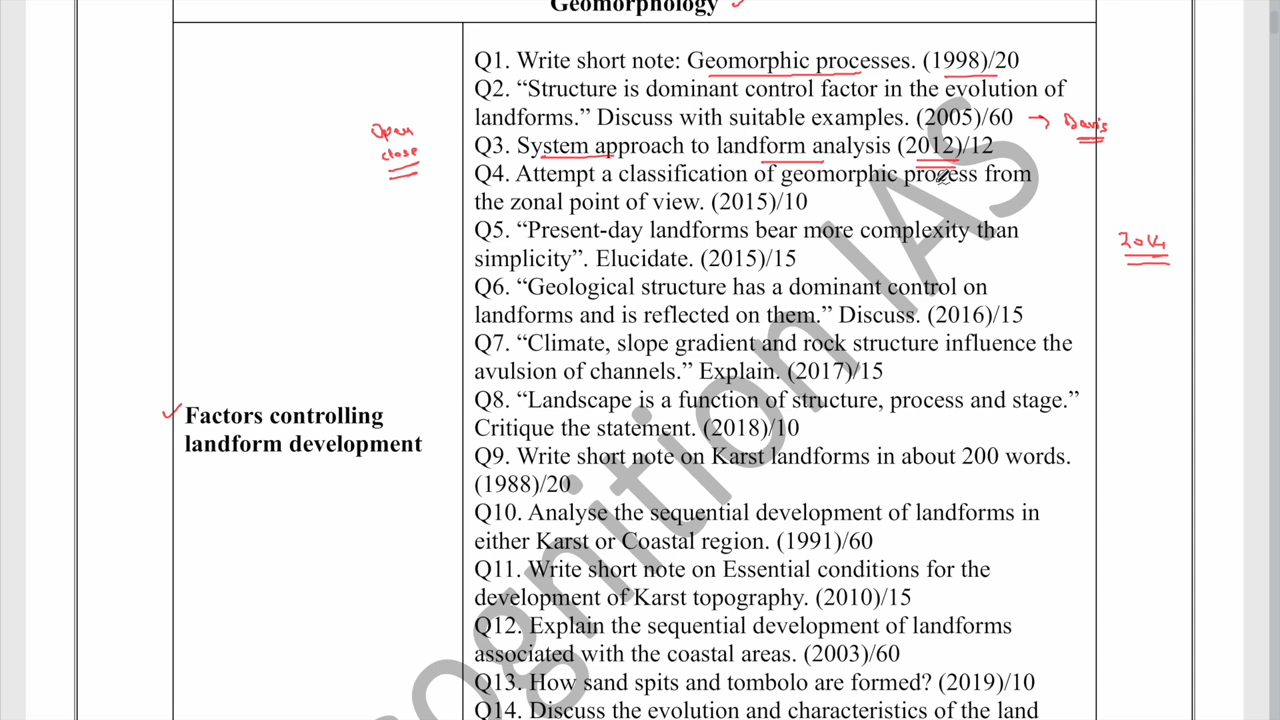 Geomorphology
Q1. Write short note: Geomorphic processes. (1998)/20
Q2. “Structure is dominant control factor in the evolution of
landforms.” Discuss with suitable examples. (2005)/60
→ Davis
Q3. System approach to landform analysis (2012)/12
Open
close
Q4. Attempt a classification of geomorphic process from
the zonal point of view. (2015)/10
Q5. “Present-day landforms bear more complexity than
simplicity”. Elucidate. (2015)/15
Q6. “Geological structure has a dominant control on
landforms and is reflected on them.” Discuss. (2016)/15
Q7. “Climate, slope gradient and rock structure influence the
avulsion of channels.” Explain. (2017)/15
Q8. “Landscape is a function of structure, process and stage.”
Critique the statement. (2018)/10
Factors controlling
landform development
Q9. Write short note on Karst landforms in about 200 words.
(1988)/20
Q10. Analyse the sequential development of landforms in
either Karst or Coastal region. (1991)/60
Q11. Write short note on Essential conditions for the
development of Karst topography. (2010)/15
Q12. Explain the sequential development of landforms
associated with the coastal areas. (2003)/60
Q13. How sand spits and tombolo are formed? (2019)/10
Q14. Discuss the evolution and characteristics of the land
ognition IAS